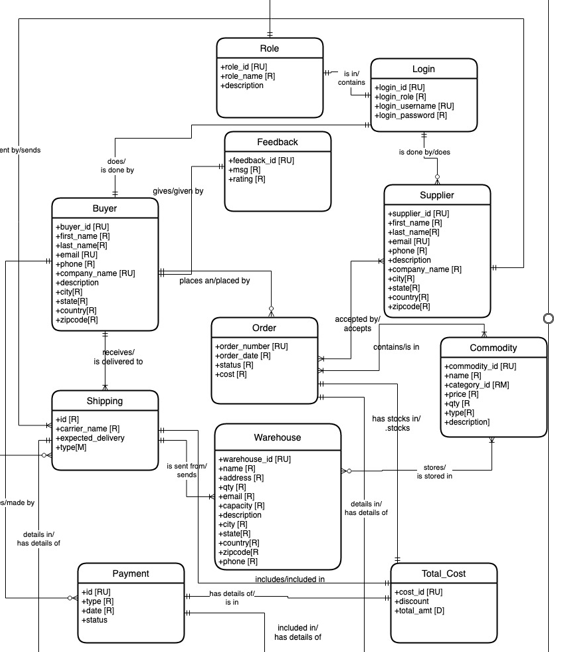 Role
+role_id [RU]
+role_name [R]
+description
is in/
contains
Login
+login_id [RU]
+login_role [R]
+login_username [RU]
+login_password [R]
ent by/sends
does/
is done by
Feedback
+feedback_id [RU]
+msg [R]
+rating [R]
is done by/does
gives/given by
Buyer
+buyer_id [RU]
+first_name [R]
+last_name[R]
+email [RU]
+phone [R]
+company_name [RU]
+description
+city[R]
+state[R]
+country[R]
+zipcode[R]
Supplier
+supplier_id [RU]
+first_name [R]
+last_name[R]
+email [RU]
+phone [R]
+description
+company_name [R]
+city[R]
+state[R]
+country[R]
+zipcode[R]
places an/placed by
Order
+order_number [RU]
+order_date [R]
+status [R]
+cost [R]
accepted by/
accepts
contains/is in
Commodity
+commodity_id [RU]
+name [R]
+category_id [RM]
+price [R]
+qty [R
+type[R]
+description]
receives/
is delivered to
Shipping
+id [R]
+carrier_name [R]
+expected_delivery
+type[M]
has stocks in/
.stocks
Warehouse
+warehouse_id [RU]
+name [R]
+address [R]
+qty [R]
+email [R]
+capacity [R]
+description
+city [R]
+state[R]
+country[R]
+zipcode[R
+phone [R]
is sent from/
sends
stores/
is stored in
s/made by
details in/
has details of
details in/
has details of
Payment
+id [RU]
+type [R]
+date [R]
+status
includes/included in
has details of/
is in
Total_Cost
+cost_id [RU]
+discount
+total_amt [D]
included in/
has details of